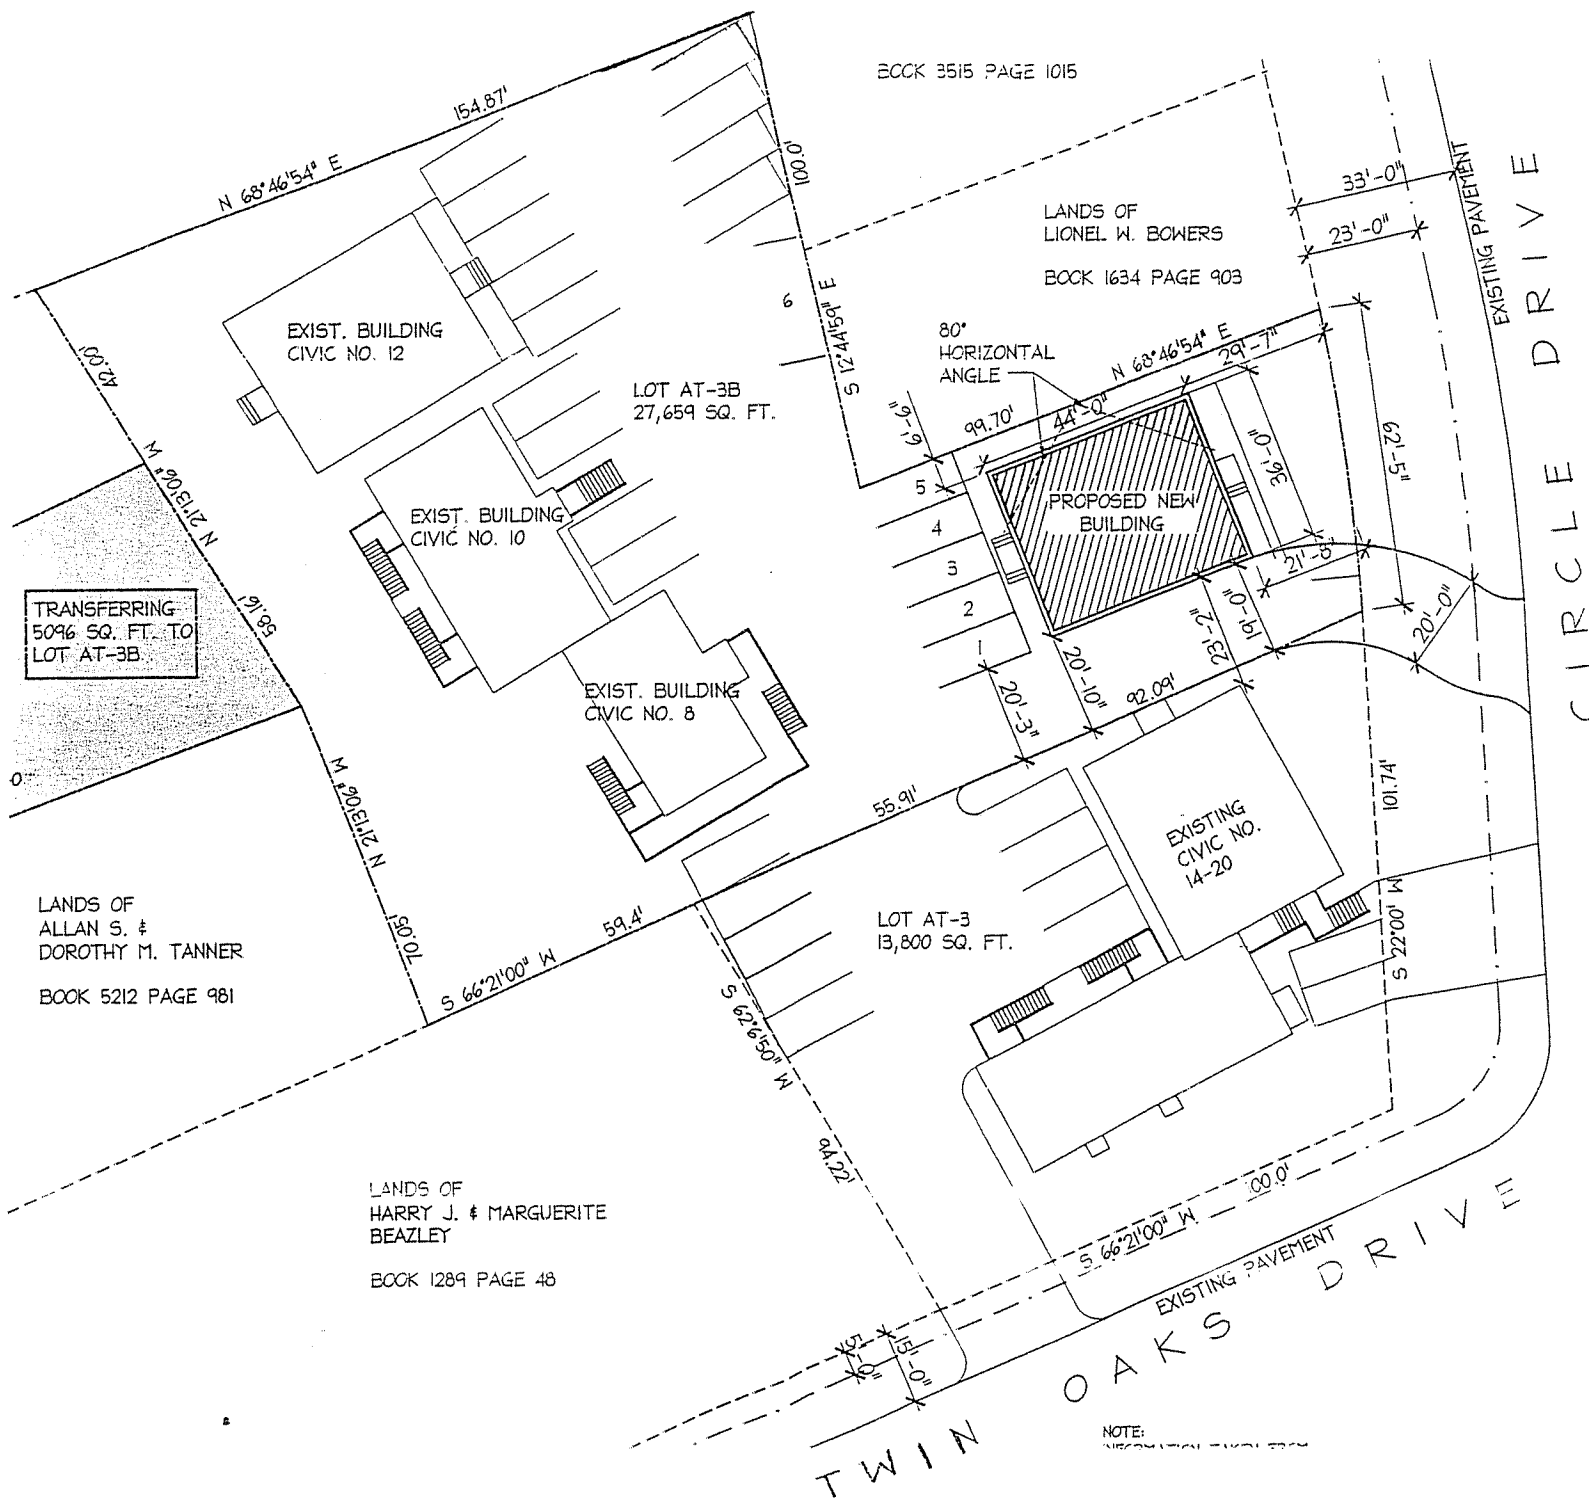 BOOK 3515 PAGE 1015
154.87'
N 68°46'54" E
100.0'
S 12°44'59" E
LANDS OF
LIONEL W. BOWERS
BOOK 1634 PAGE 903
33'-0"
23'-0"
EXISTING PAVEMENT
CIRCLE DRIVE
EXIST. BUILDING
CIVIC NO. 12
42.00'
N 21°13'06" W
58.16'
LOT AT-3B
27,659 SQ. FT.
6
80°
HORIZONTAL
ANGLE
N 68°46'54" E
29'-7"
99.70'
44'-0"
6'-6"
36'-0"
62'-5"
5
4
3
2
1
PROPOSED NEW
BUILDING
EXIST. BUILDING
CIVIC NO. 10
21'-8"
20'-0"
19'-0"
23'-2"
20'-10"
20'-3"
92.09'
TRANSFERRING
5096 SQ. FT. TO
LOT AT-3B
EXIST. BUILDING
CIVIC NO. 8
N 21°13'06" W
70.05'
55.91'
EXISTING
CIVIC NO.
14-20
101.74'
S 22°00' W
LANDS OF
ALLAN S. &
DOROTHY M. TANNER
BOOK 5212 PAGE 981
59.4'
S 66°21'00" W
LOT AT-3
13,800 SQ. FT.
S 62°6'50" W
94.22'
LANDS OF
HARRY J. & MARGUERITE
BEAZLEY
BOOK 1289 PAGE 48
S 66°21'00" W
00.0'
EXISTING PAVEMENT
5'-0"
15'-0"
TWIN OAKS DRIVE
NOTE: